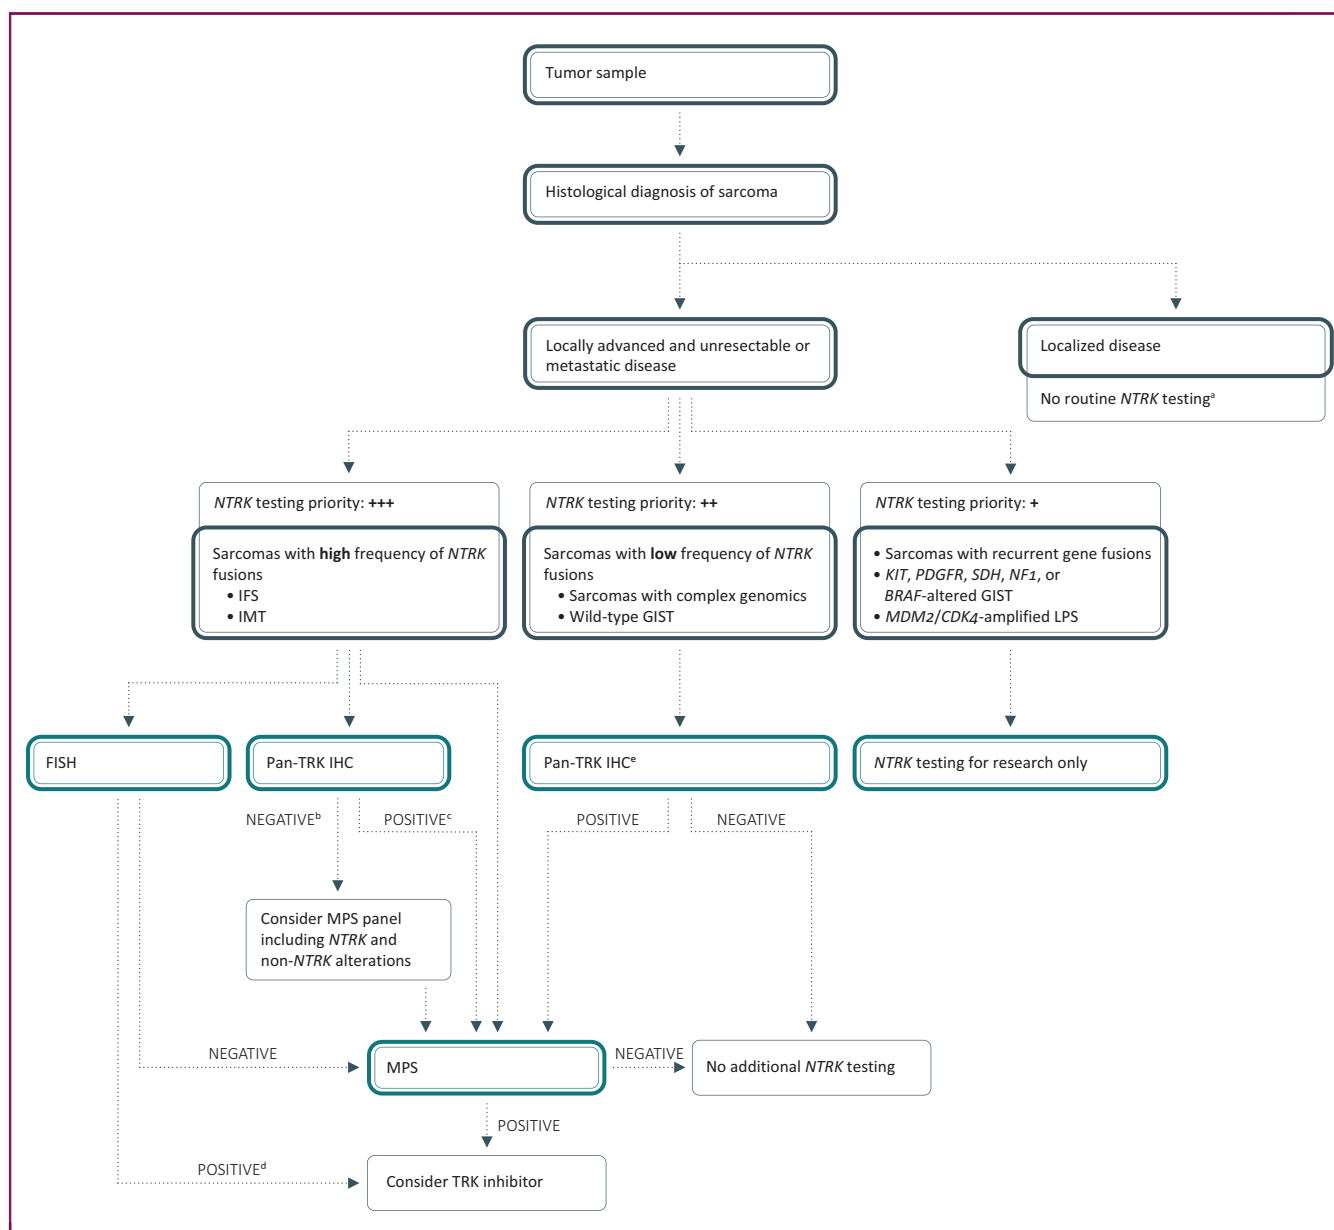 Tumor sample
Histological diagnosis of sarcoma
Locally advanced and unresectable or
metastatic disease
Localized disease
No routine NTRK testingᵃ
NTRK testing priority: +++
Sarcomas with high frequency of NTRK
fusions
• IFS
• IMT
NTRK testing priority: ++
Sarcomas with low frequency of NTRK
fusions
• Sarcomas with complex genomics
• Wild-type GIST
NTRK testing priority: +
• Sarcomas with recurrent gene fusions
• KIT, PDGFR, SDH, NF1, or
BRAF-altered GIST
• MDM2/CDK4-amplified LPS
FISH
Pan-TRK IHC
Pan-TRK IHCᵉ
NTRK testing for research only
NEGATIVEᵇ
POSITIVEᶜ
POSITIVE
NEGATIVE
Consider MPS panel
including NTRK and
non-NTRK alterations
NEGATIVE
MPS
NEGATIVE
No additional NTRK testing
POSITIVE
POSITIVEᵈ
Consider TRK inhibitor